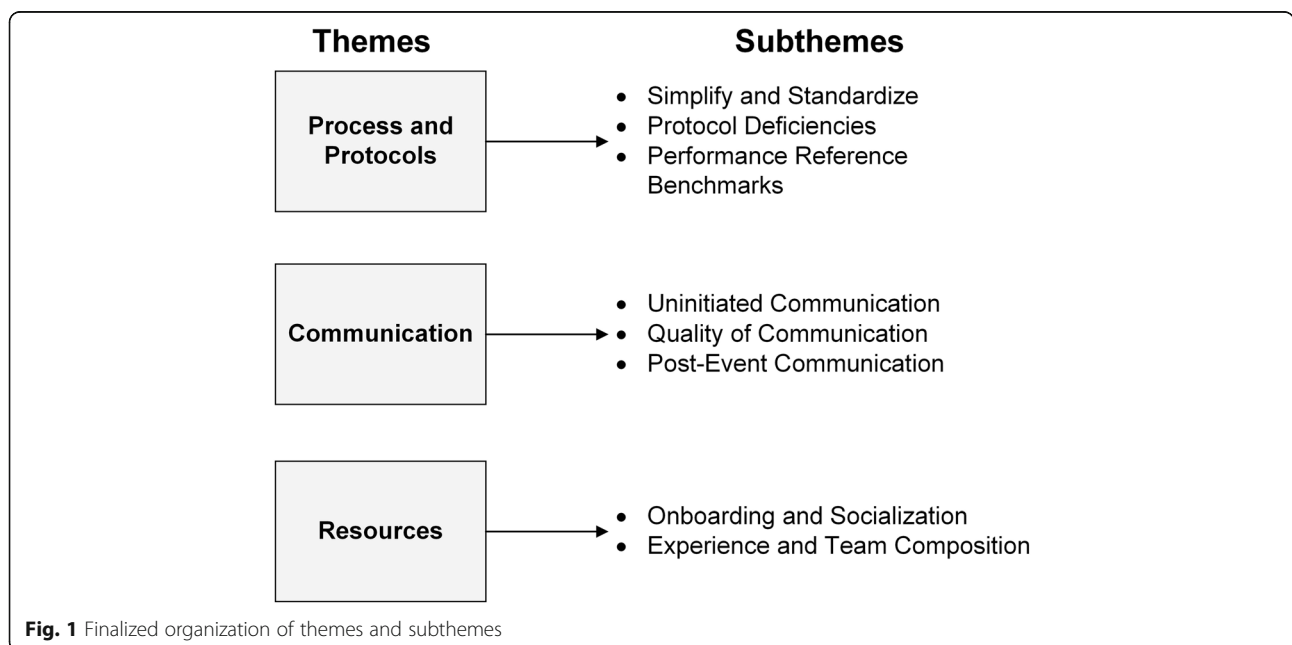 Themes
Subthemes
Process and
Protocols
• Simplify and Standardize
• Protocol Deficiencies
• Performance Reference
Benchmarks
Communication
• Uninitiated Communication
• Quality of Communication
• Post-Event Communication
Resources
• Onboarding and Socialization
• Experience and Team Composition
Fig. 1 Finalized organization of themes and subthemes